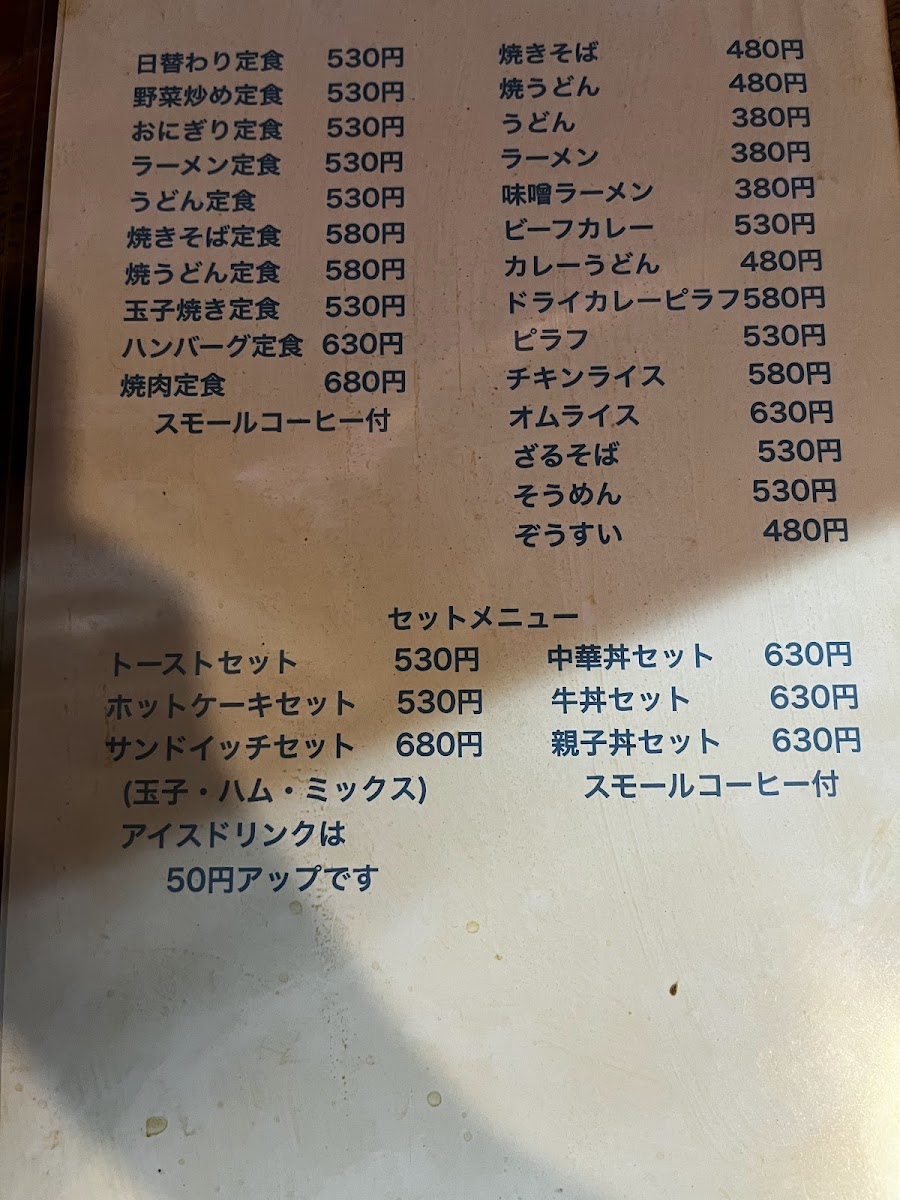 日替わり定食 530円
野菜炒め定食 530円
おにぎり定食 530円
ラーメン定食 530円
うどん定食 530円
焼きそば定食 580円
焼うどん定食 580円
玉子焼き定食 530円
ハンバーグ定食 630円
焼肉定食 680円
スモールコーヒー付
焼きそば 480円
焼うどん 480円
うどん 380円
ラーメン 380円
味噌ラーメン 380円
ビーフカレー 530円
カレーうどん 480円
ドライカレーピラフ580円
ピラフ 530円
チキンライス 580円
オムライス 630円
ざるそば 530円
そうめん 530円
ぞうすい 480円
セットメニュー
トーストセット 530円
ホットケーキセット 530円
サンドイッチセット 680円
(玉子・ハム・ミックス)
アイスドリンクは
50円アップです
中華丼セット 630円
牛丼セット 630円
親子丼セット 630円
スモールコーヒー付